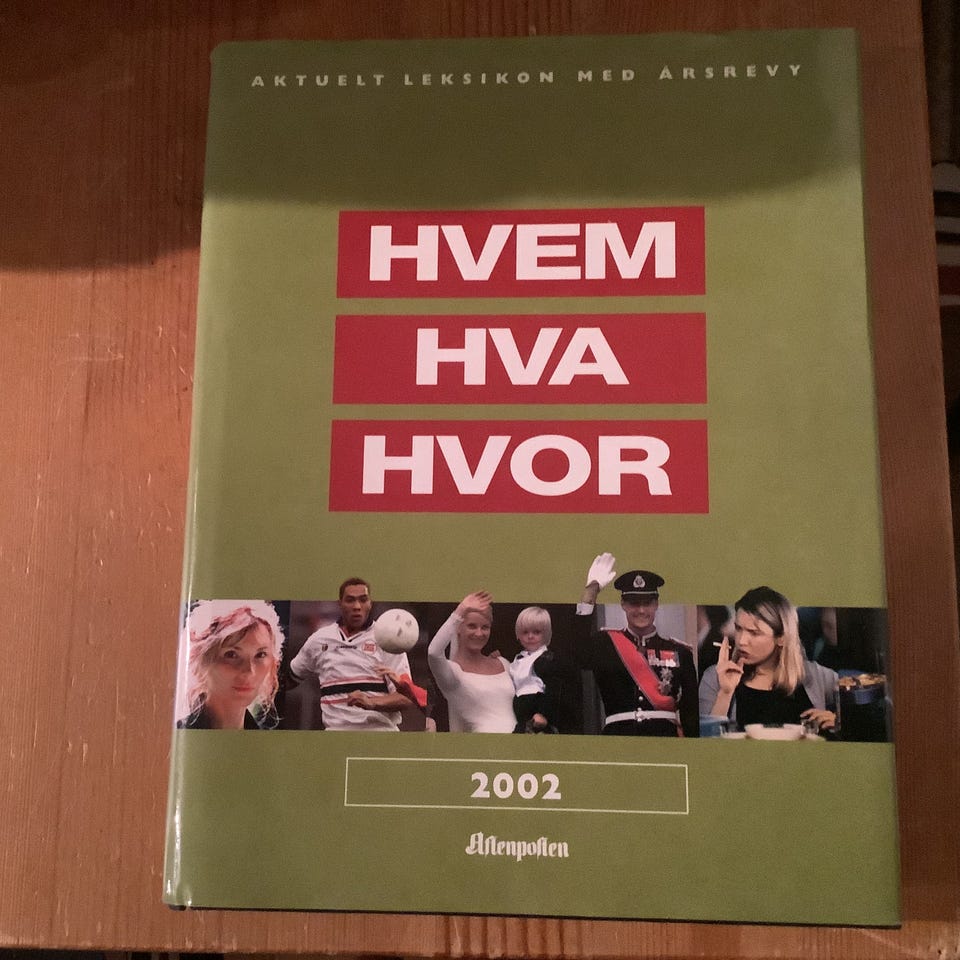 AKTUELT LEKSIKON MED ÅRSREVY
HVEM
HVA
HVOR
2002
Aftenposten